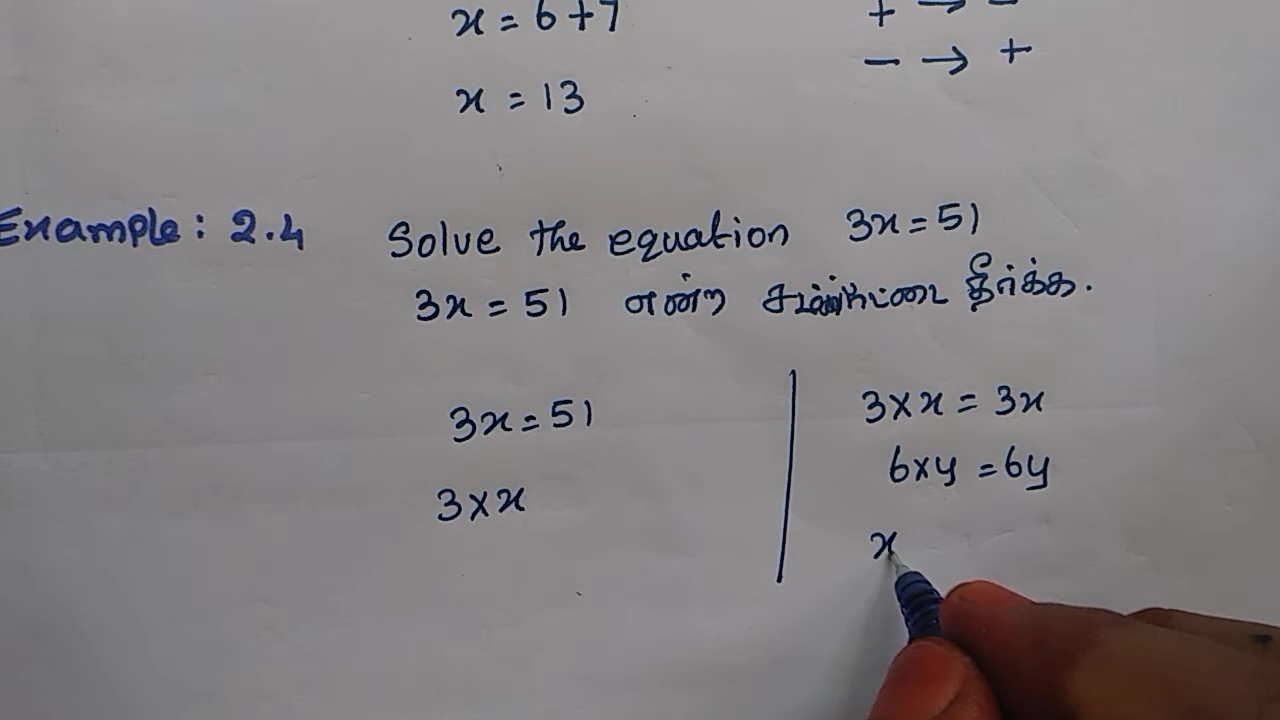 x = 6 + 7
+ → -
- → +
x = 13
Example: 2.4 Solve the equation 3x = 51
3x = 51 என்ற தீர்க்க.
3x = 51
3 × x
3 × x = 3x
6 × y = 6y
x